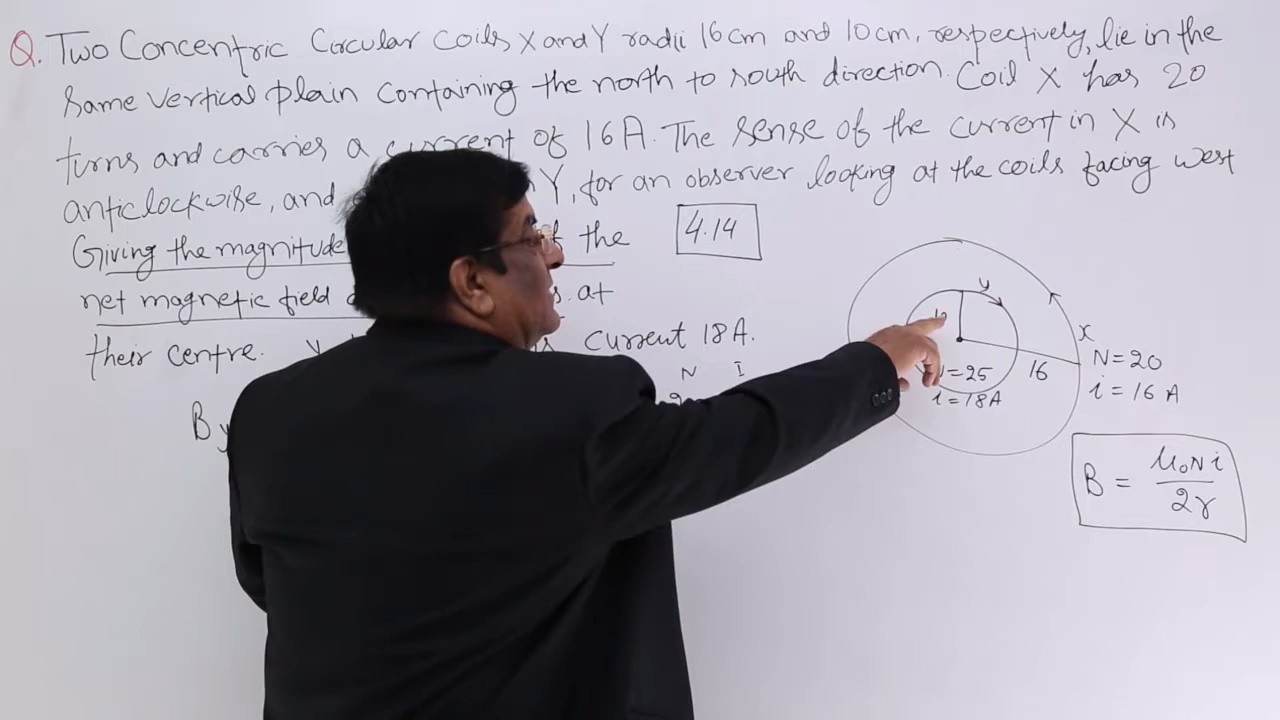 Q. Two Concentric Circular Coils X and Y radii 16cm and 10cm, respectively, lie in the
same vertical plain containing the north to south direction. Coil X has 20
turns and carries a current of 16A. The sense of the current in X is
anticlockwise, and Y, for an observer looking at the coils facing west
Giving the magnitude the
4.14
net magnetic field at
their centre. current 18A.
N I
By
y
x
N=20
i = 16 A
16
=25
i=18A
B = μ₀Ni / 2r